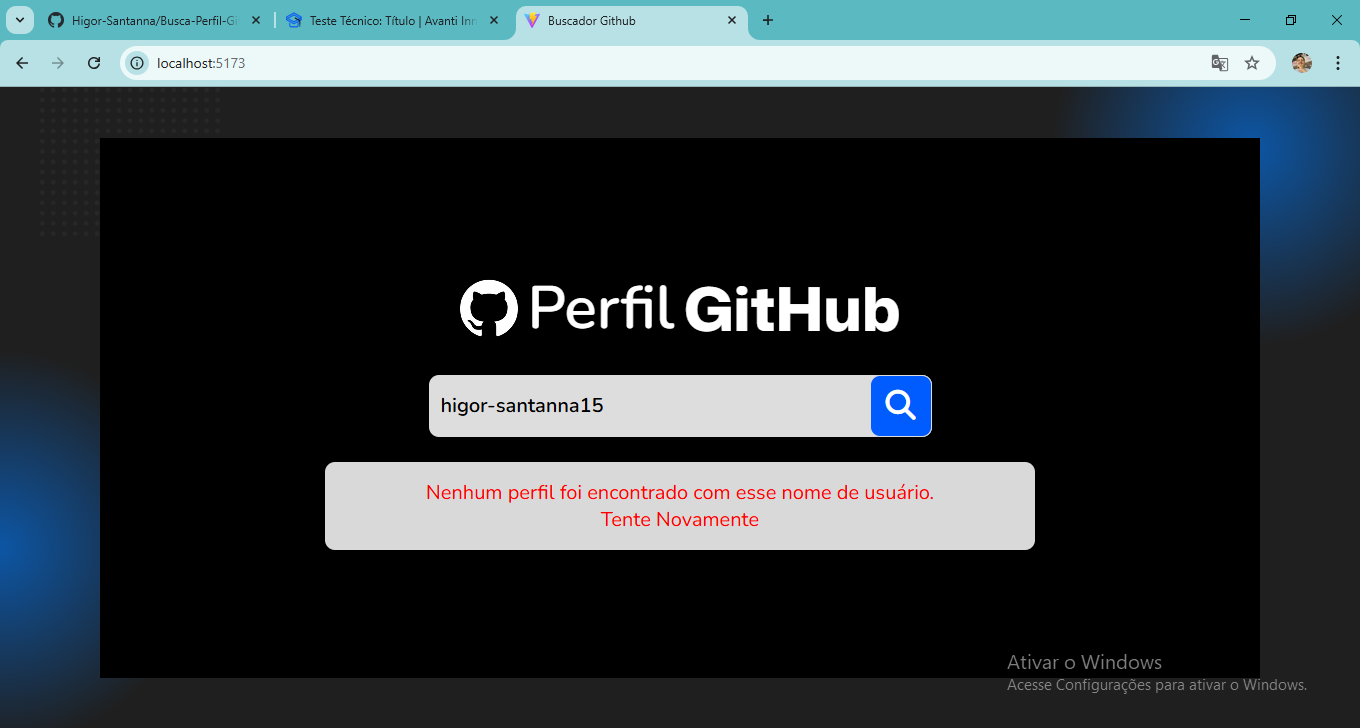 Higor-Santanna/Busca-Perfil-G
Teste Técnico: Título | Avanti Inn
Buscador Github
localhost:5173
Perfil GitHub
higor-santanna15
Nenhum perfil foi encontrado com esse nome de usuário.
Tente Novamente
Ativar o Windows
Acesse Configurações para ativar o Windows.